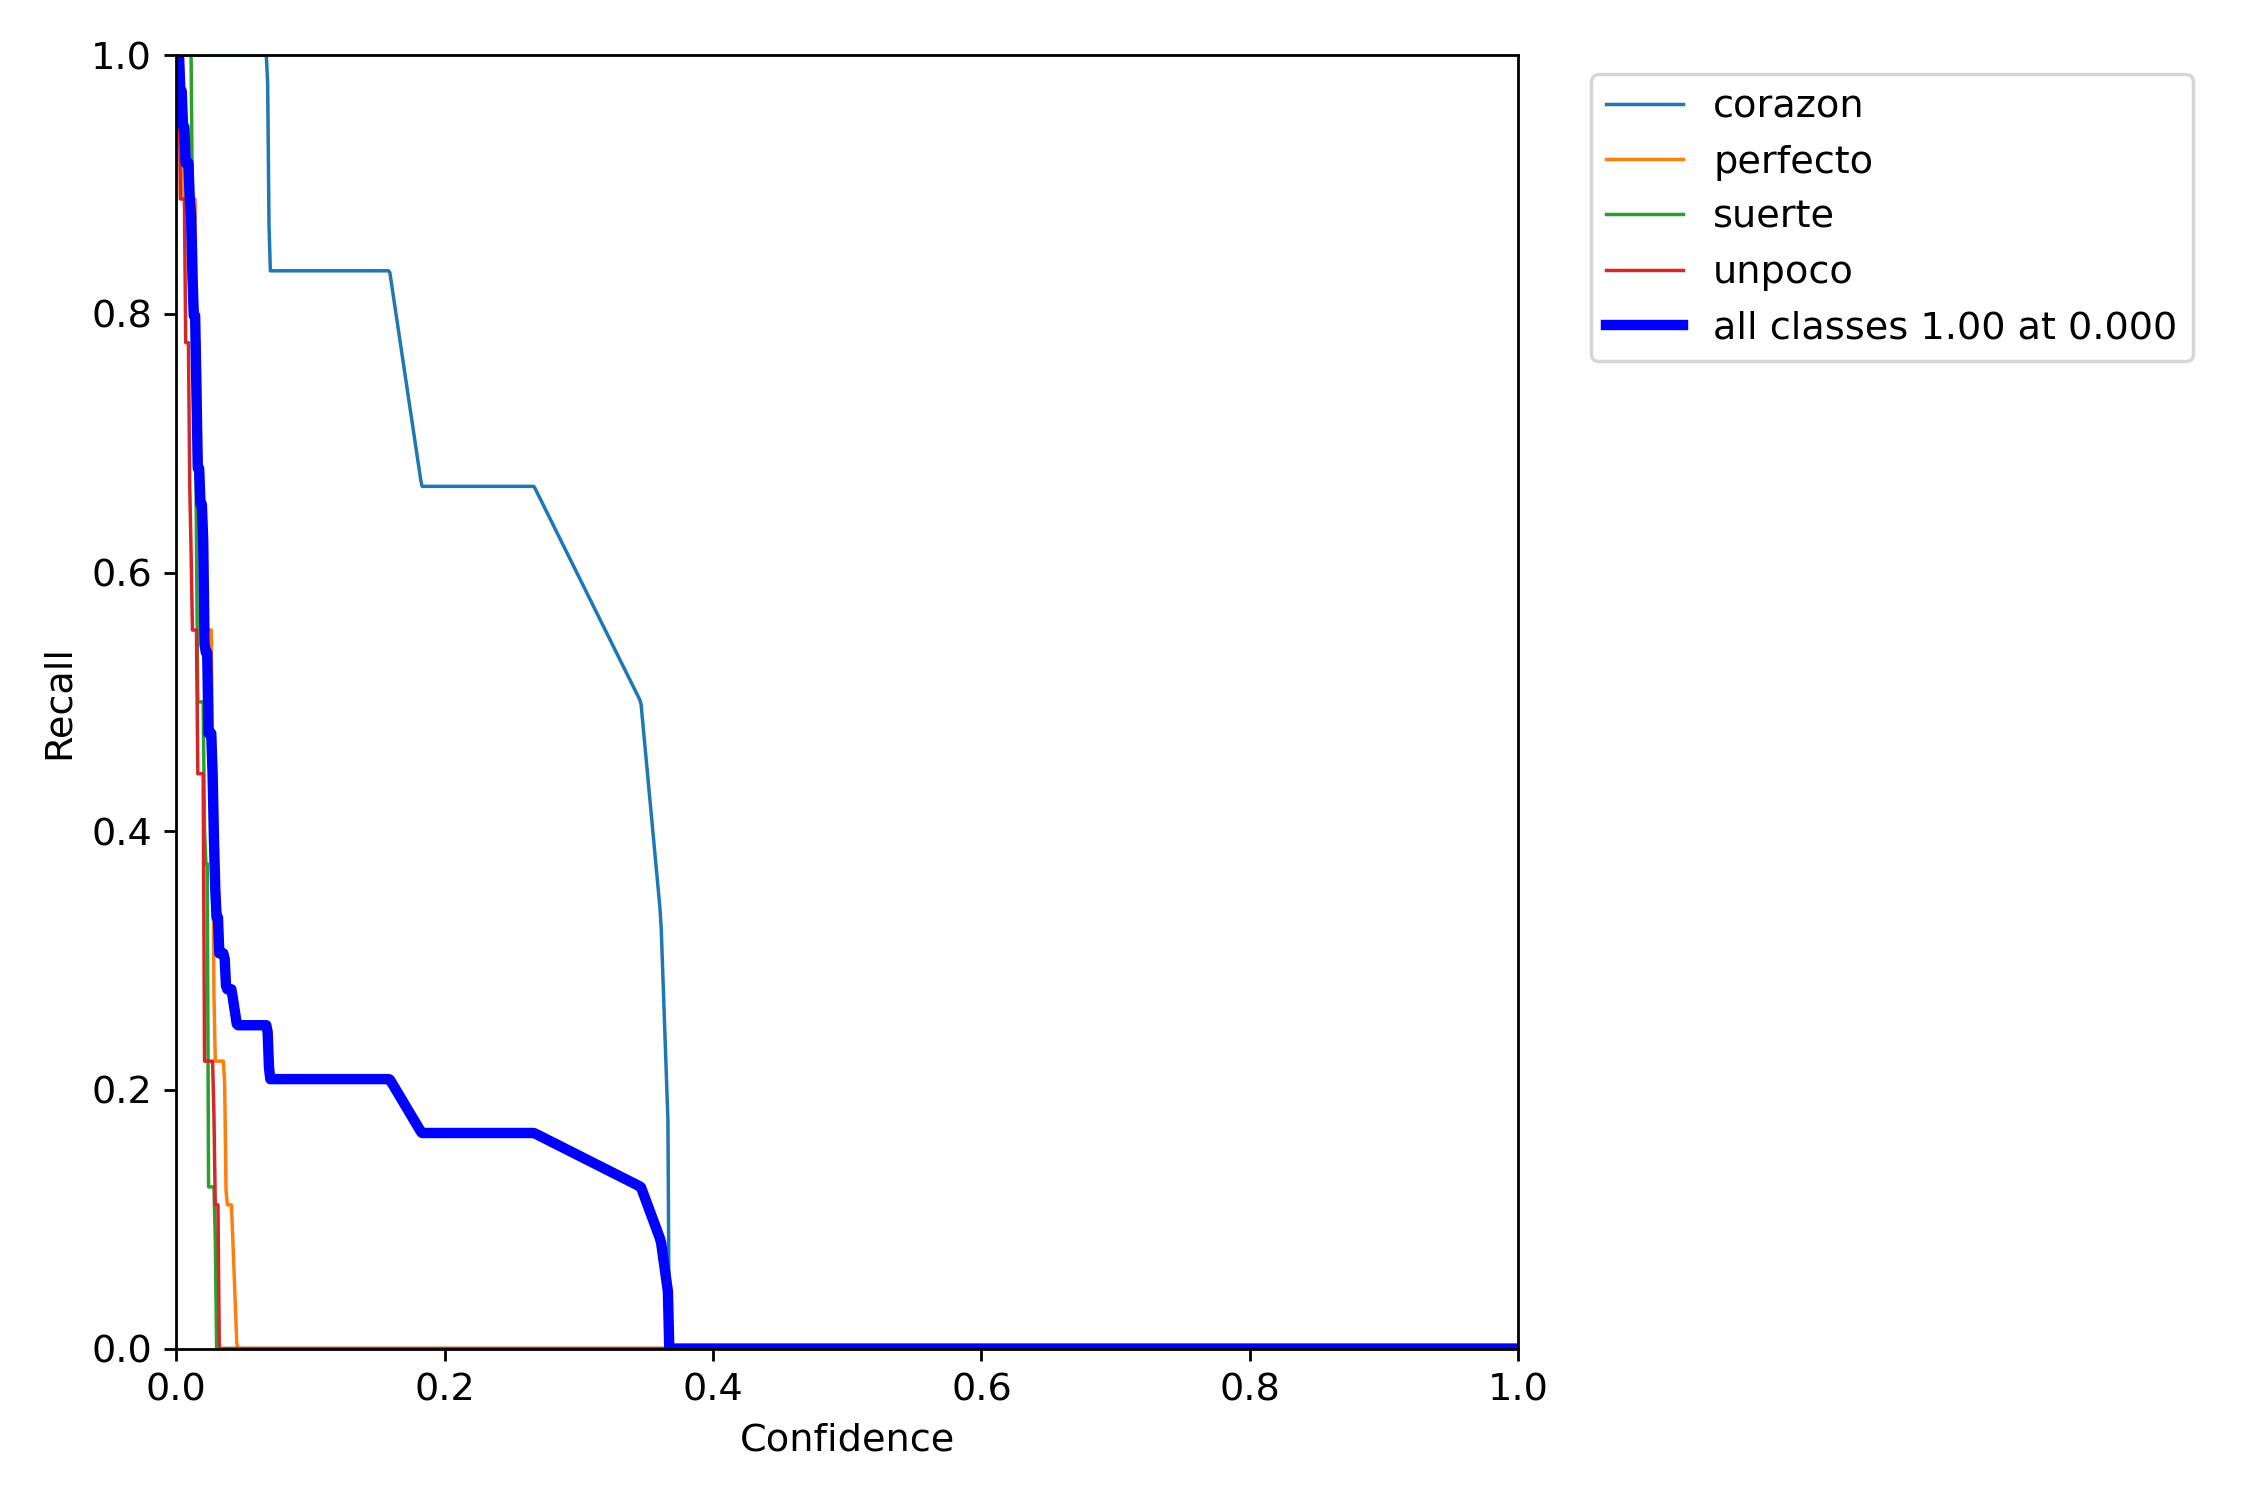 corazon
perfecto
suerte
unpoco
all classes 1.00 at 0.000
Recall
1.0
0.8
0.6
0.4
0.2
0.0
0.0 0.2 0.4 0.6 0.8 1.0
Confidence